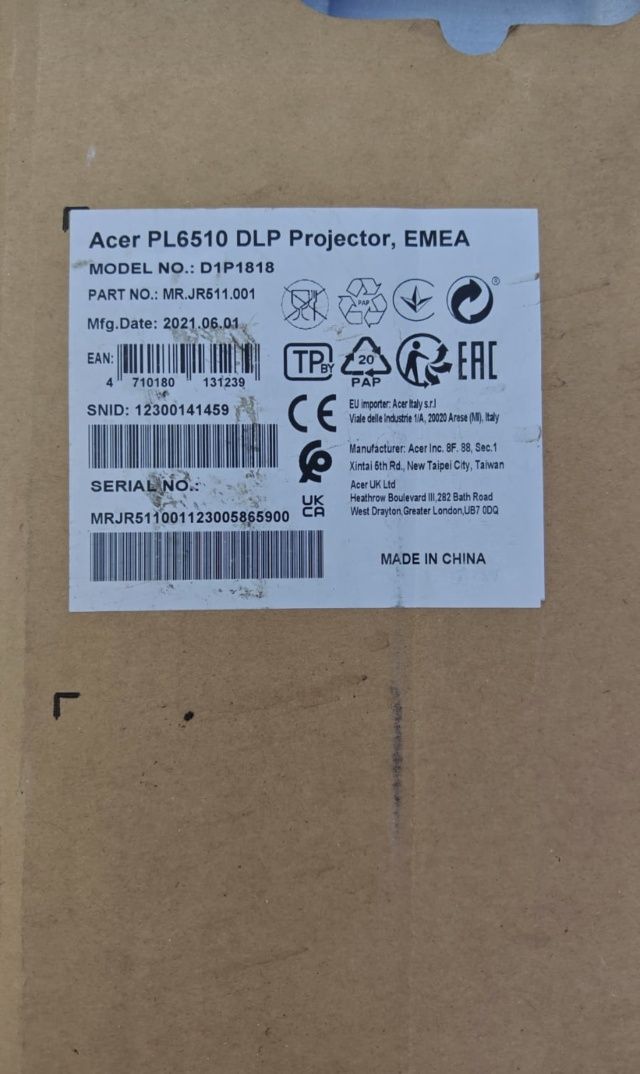 Acer PL6510 DLP Projector, EMEA
MODEL NO.: D1P1818
PART NO.: MR.JR511.001
Mfg.Date: 2021.06.01
EAN:
4 710180 131239
SNID: 12300141459
SERIAL NO.:
MRJR511001123005865900
PAP
®
TP BY
20
PAP
EAC
CE
EU importer: Acer Italy s.r.l
Viale delle Industrie 1/A, 20020 Arese (MI), Italy
Manufacturer: Acer Inc. 8F. 88, Sec.1
Xintai 5th Rd., New Taipei City, Taiwan
UK
CA
Acer UK Ltd
Heathrow Boulevard III,282 Bath Road
West Drayton,Greater London,UB7 0DQ
MADE IN CHINA